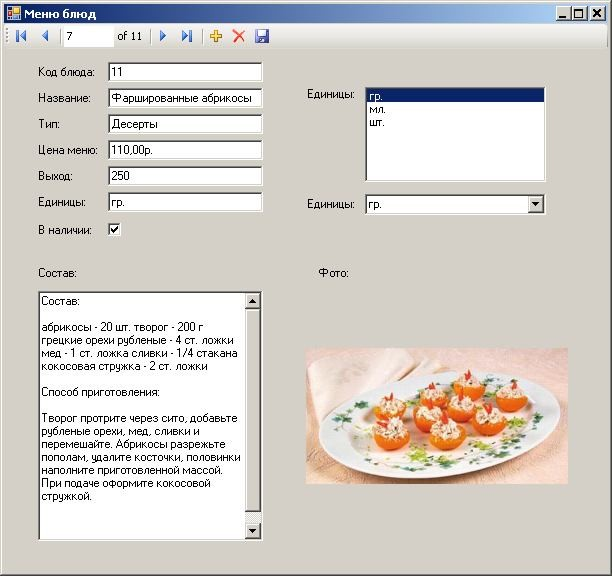 Меню блюд
7 of 11
Код блюда: 11
Название: Фаршированные абрикосы
Тип: Десерты
Цена меню: 110,00р.
Выход: 250
Единицы: гр.
В наличии:
Единицы: гр.
мл.
шт.
Единицы: гр.
Состав:
Фото:
Состав:
абрикосы - 20 шт. творог - 200 г
грецкие орехи рубленые - 4 ст. ложки
мед - 1 ст. ложка сливки - 1/4 стакана
кокосовая стружка - 2 ст. ложки
Способ приготовления:
Творог протрите через сито, добавьте
рубленые орехи, мед, сливки и
перемешайте. Абрикосы разрежьте
пополам, удалите косточки, половинки
наполните приготовленной массой.
При подаче оформите кокосовой
стружкой.